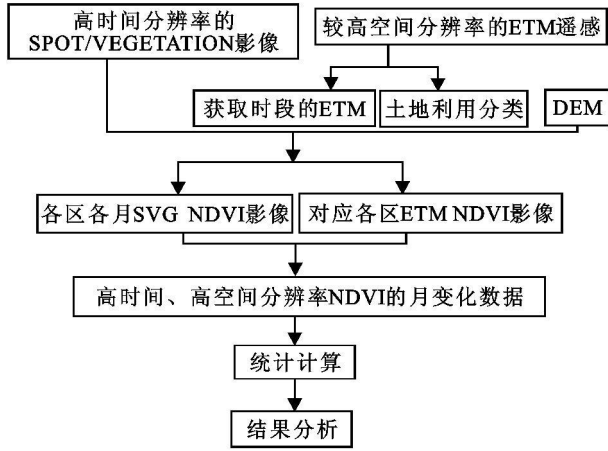 高时间分辨率的
SPOT/VEGETATION影像
较高空间分辨率的ETM遥感
获取时段的ETM
土地利用分类
DEM
各区各月SVG NDVI影像
对应各区ETM NDVI影像
高时间、高空间分辨率NDVI的月变化数据
统计计算
结果分析